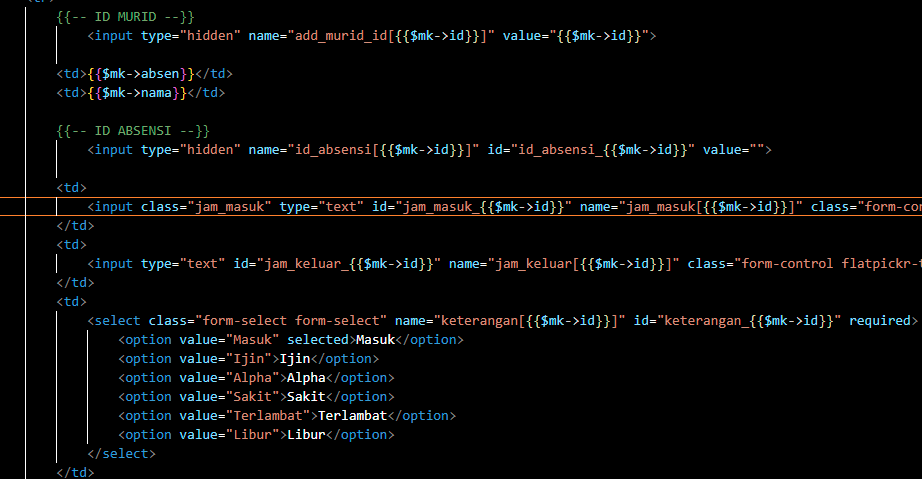 {{-- ID MURID --}}
<input type="hidden" name="add_murid_id[{{$mk->id}}]" value="{{$mk->id}}">
<td>{{$mk->absen}}</td>
<td>{{$mk->nama}}</td>
{{-- ID ABSENSI --}}
<input type="hidden" name="id_absensi[{{$mk->id}}]" id="id_absensi_{{$mk->id}}" value="">
<td>
<input class="jam_masuk" type="text" id="jam_masuk_{{$mk->id}}" name="jam_masuk[{{$mk->id}}]" class="form-con
</td>
<td>
<input type="text" id="jam_keluar_{{$mk->id}}" name="jam_keluar[{{$mk->id}}]" class="form-control flatpickr-t
</td>
<td>
<select class="form-select form-select" name="keterangan[{{$mk->id}}]" id="keterangan_{{$mk->id}}" required>
<option value="Masuk" selected>Masuk</option>
<option value="Ijin">Ijin</option>
<option value="Alpha">Alpha</option>
<option value="Sakit">Sakit</option>
<option value="Terlambat">Terlambat</option>
<option value="Libur">Libur</option>
</select>
</td>